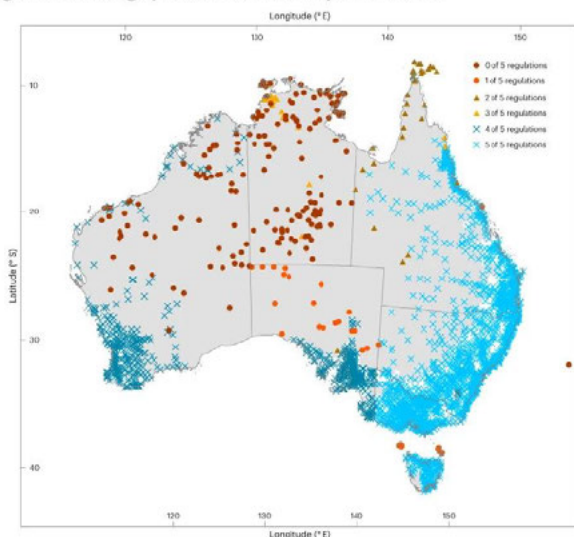 Longitude (° E)
120 130 140 150
0 of 5 regulations
1 of 5 regulations
2 of 5 regulations
3 of 5 regulations
4 of 5 regulations
5 of 5 regulations
10
20
Latitude (° S)
30
40
120 130 140 150
Longitude (° E)